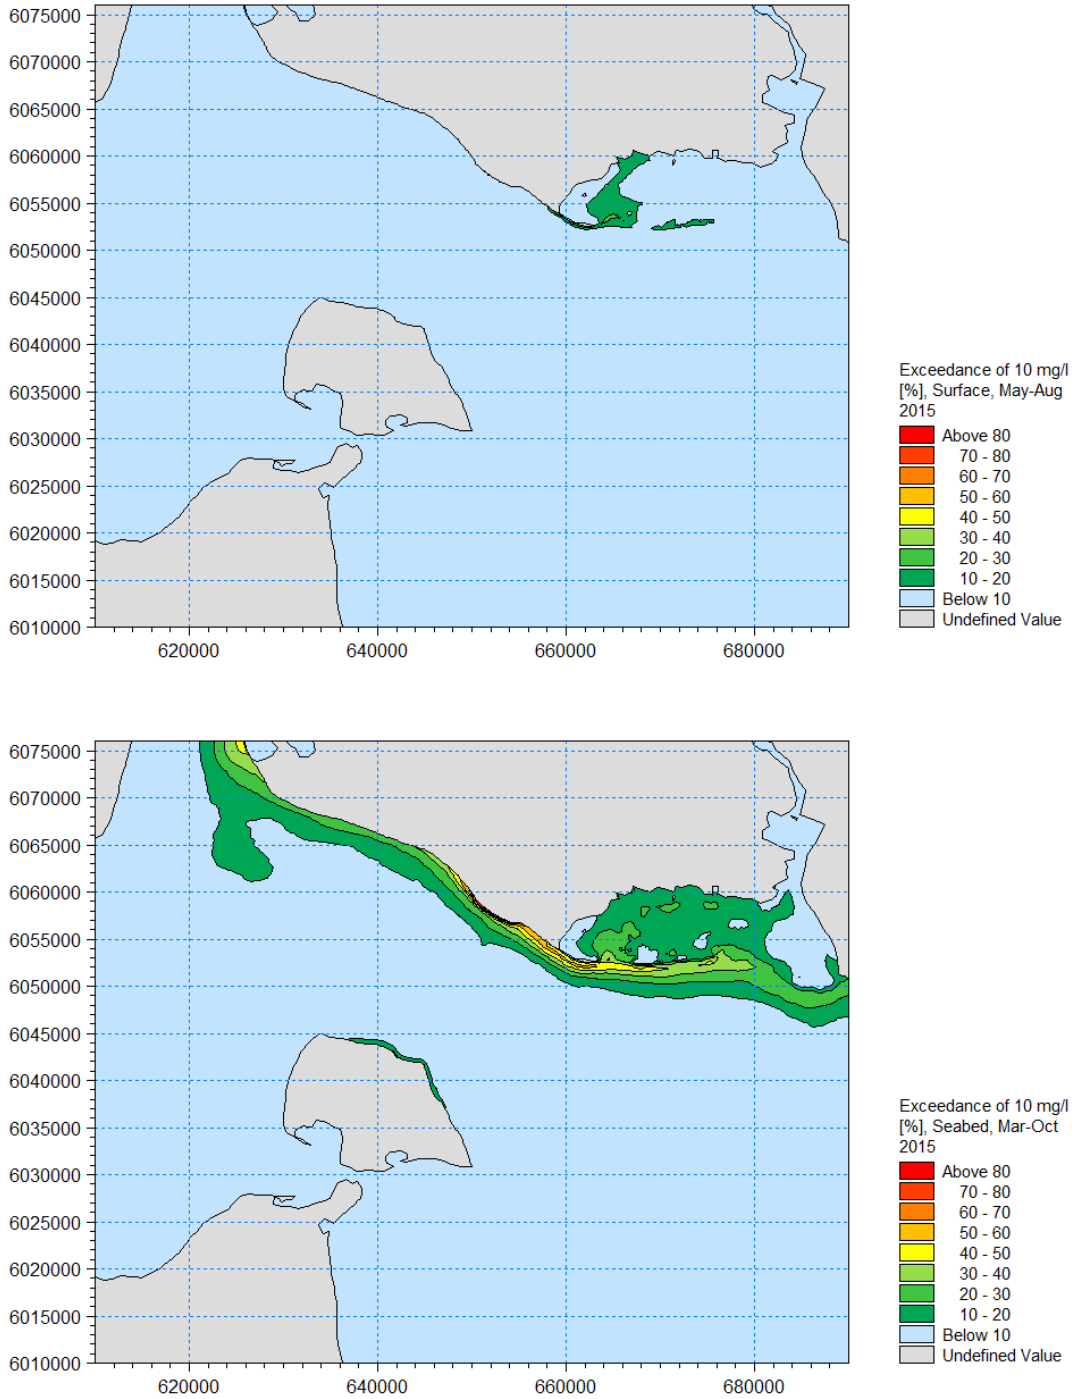 6075000
6070000
6065000
6060000
6055000
6050000
6045000
6040000
6035000
6030000
6025000
6020000
6015000
6010000
620000 640000 660000 680000
Exceedance of 10 mg/l
[%], Surface, May-Aug
2015
Above 80
70 - 80
60 - 70
50 - 60
40 - 50
30 - 40
20 - 30
10 - 20
Below 10
Undefined Value
6075000
6070000
6065000
6060000
6055000
6050000
6045000
6040000
6035000
6030000
6025000
6020000
6015000
6010000
620000 640000 660000 680000
Exceedance of 10 mg/l
[%], Seabed, Mar-Oct
2015
Above 80
70 - 80
60 - 70
50 - 60
40 - 50
30 - 40
20 - 30
10 - 20
Below 10
Undefined Value